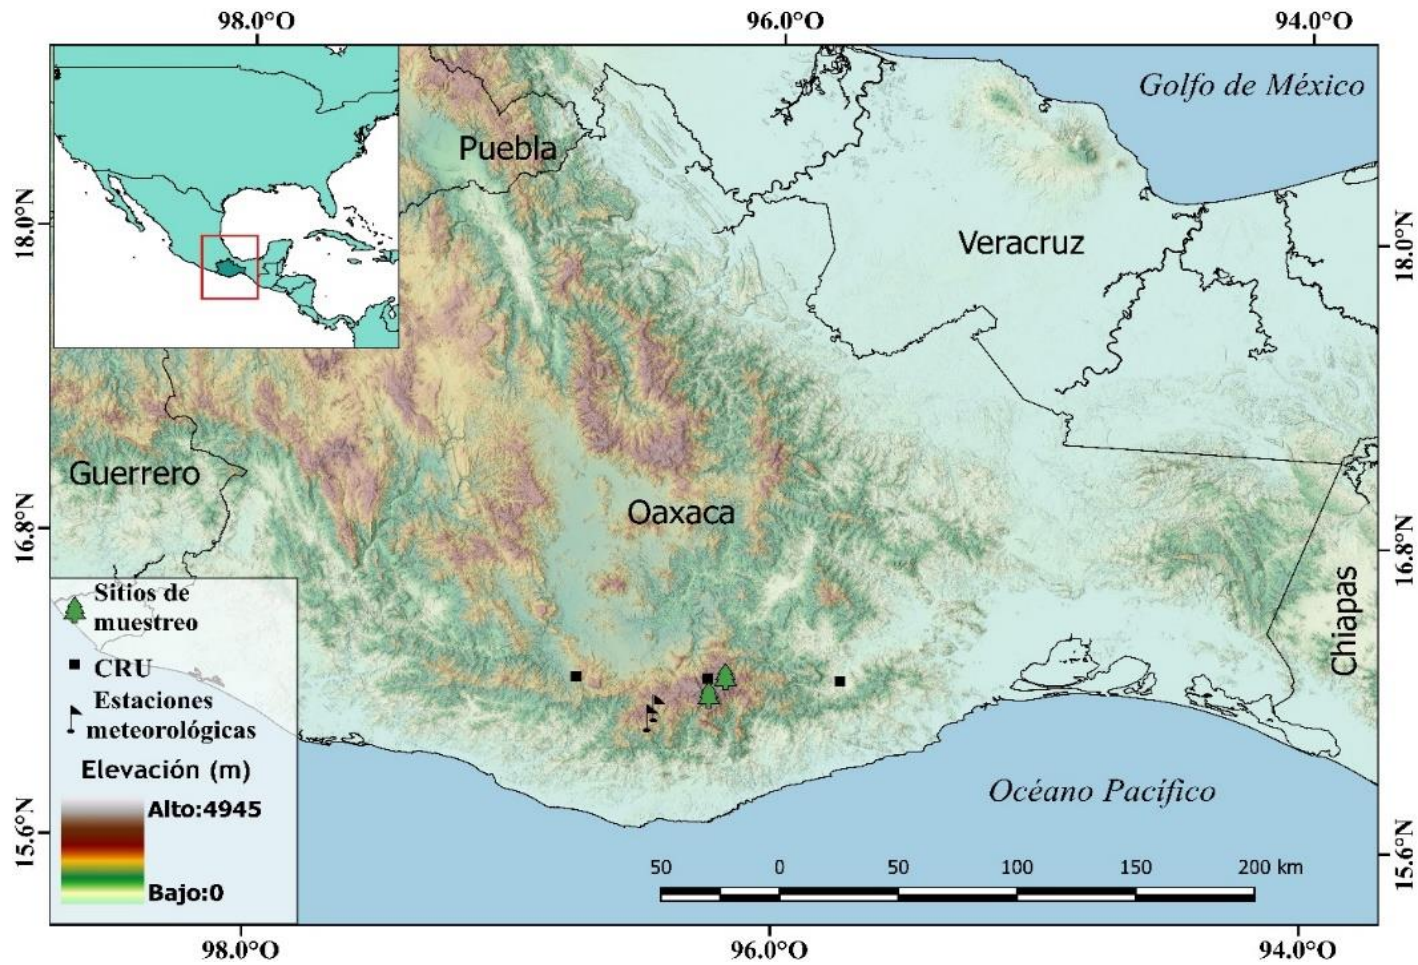 98.0°O
96.0°O
94.0°O
Golfo de México
Puebla
18.0°N
Veracruz
18.0°N
Guerrero
Oaxaca
16.8°N
16.8°N
Chiapas
Sitios de
muestreo
CRU
Estaciones
meteorológicas
Elevación (m)
Alto:4945
Bajo:0
Océano Pacífico
15.6°N
15.6°N
50
0
50
100
150
200 km
98.0°O
96.0°O
94.0°O